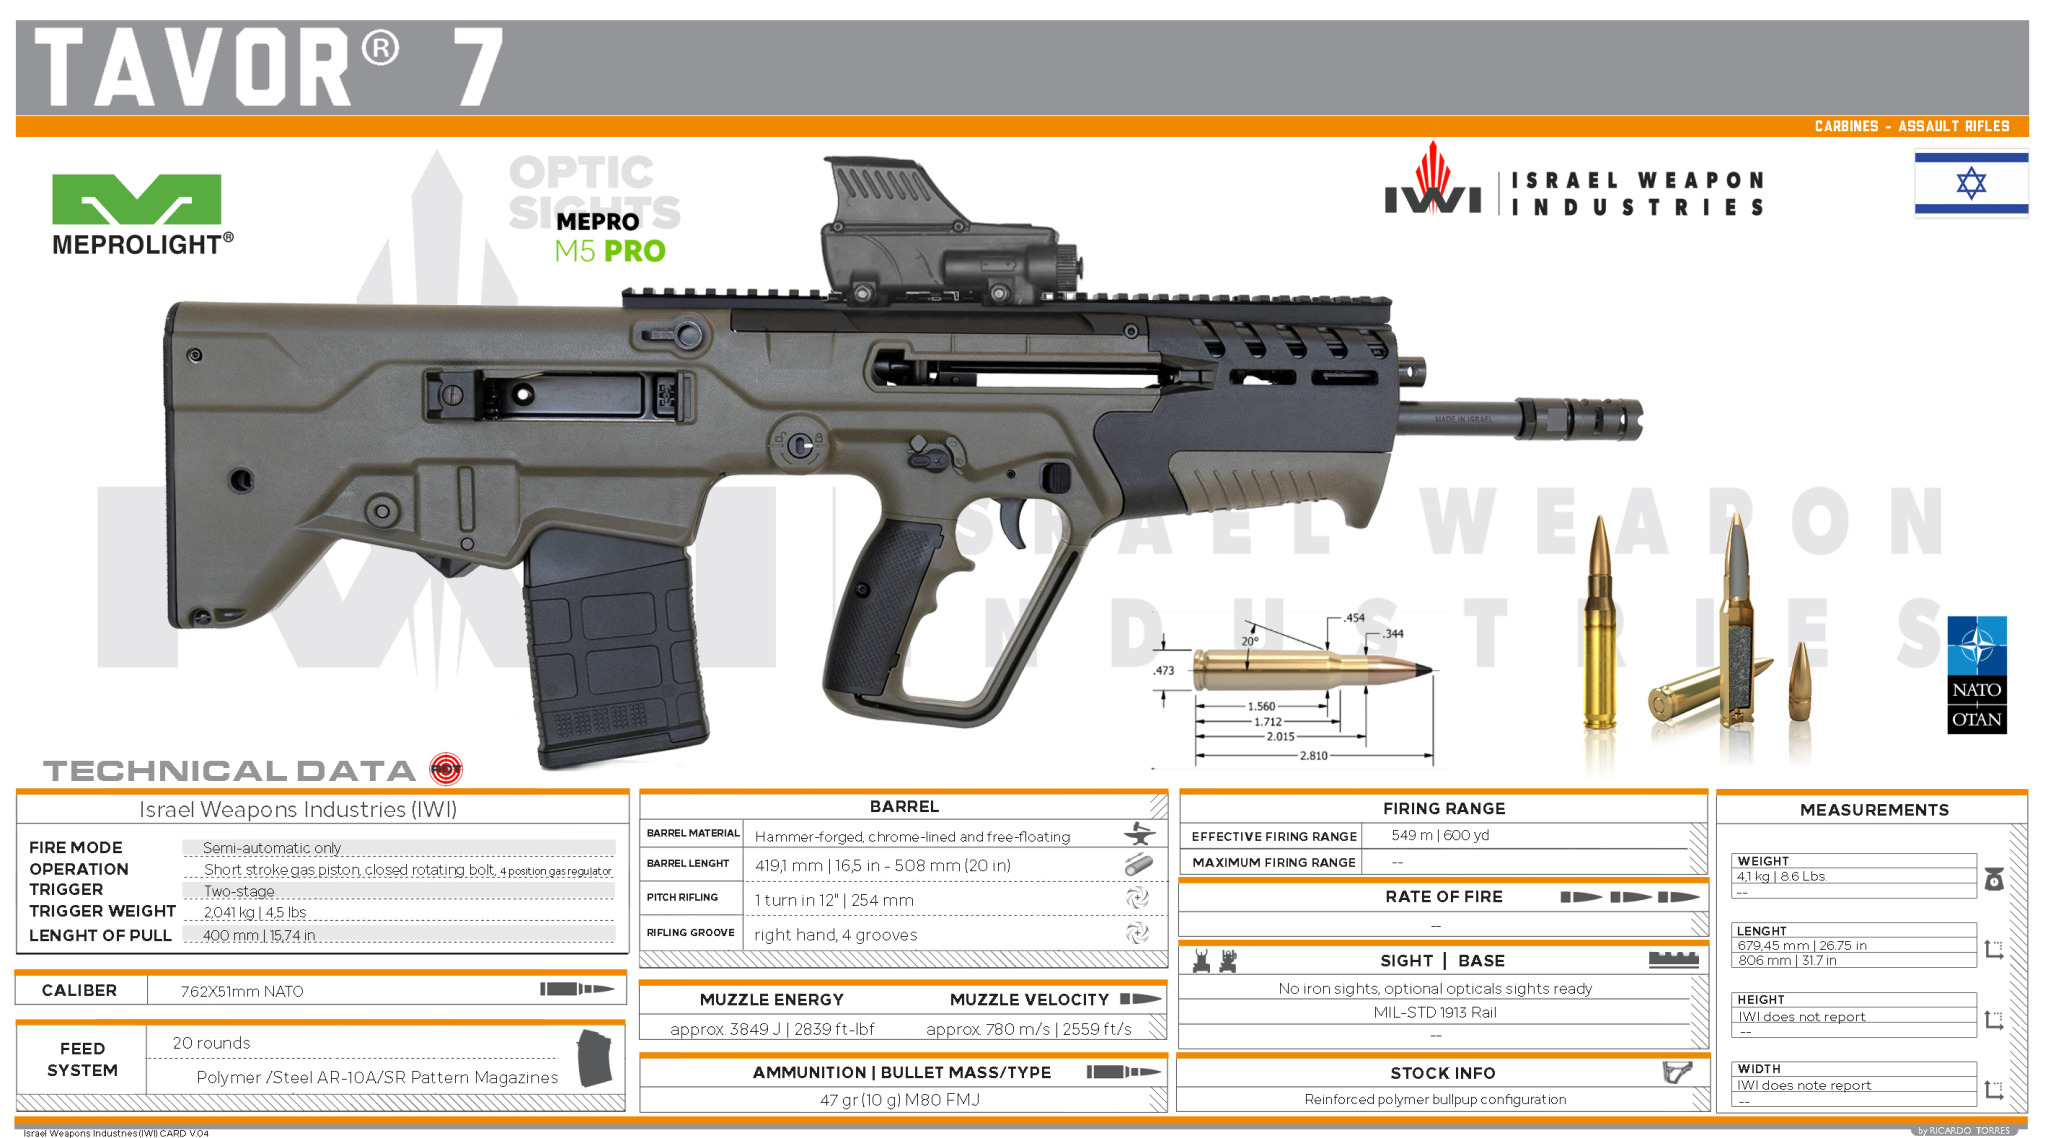 TAVOR® 7
CARBINES - ASSAULT RIFLES
MEPROLIGHT®
OPTIC
SIGHTS
MEPRO
M5 PRO
IWI
ISRAEL WEAPON
INDUSTRIES
MADE IN ISRAEL
ISRAEL WEAPON
INDUSTRIES
.454
.344
20°
.473
1.560
1.712
2.015
2.810
NATO
OTAN
TECHNICAL DATA
Israel Weapons Industries (IWI)
FIRE MODE Semi-automatic only
OPERATION Short stroke gas piston, closed rotating bolt, 4 position gas regulator
TRIGGER Two-stage
TRIGGER WEIGHT 2,041 kg | 4,5 lbs
LENGHT OF PULL 400 mm | 15,74 in
CALIBER 7.62X51mm NATO
FEED
SYSTEM
20 rounds
Polymer /Steel AR-10A/SR Pattern Magazines
BARREL
BARREL MATERIAL Hammer-forged, chrome-lined and free-floating
BARREL LENGHT 419,1 mm | 16,5 in - 508 mm (20 in)
PITCH RIFLING 1 turn in 12" | 254 mm
RIFLING GROOVE right hand, 4 grooves
MUZZLE ENERGY MUZZLE VELOCITY
approx. 3849 J | 2839 ft-lbf approx. 780 m/s | 2559 ft/s
AMMUNITION | BULLET MASS/TYPE
47 gr (10 g) M80 FMJ
FIRING RANGE
EFFECTIVE FIRING RANGE 549 m | 600 yd
MAXIMUM FIRING RANGE --
RATE OF FIRE
--
SIGHT | BASE
No iron sights, optional opticals sights ready
MIL-STD 1913 Rail
--
STOCK INFO
Reinforced polymer bullpup configuration
MEASUREMENTS
WEIGHT
4,1 kg | 8.6 Lbs.
--
LENGHT
679,45 mm | 26.75 in
806 mm | 31.7 in
HEIGHT
IWI does not report
--
WIDTH
IWI does note report
--
Israel Weapons Industries (IWI) CARD V.04
by RICARDO TORRES